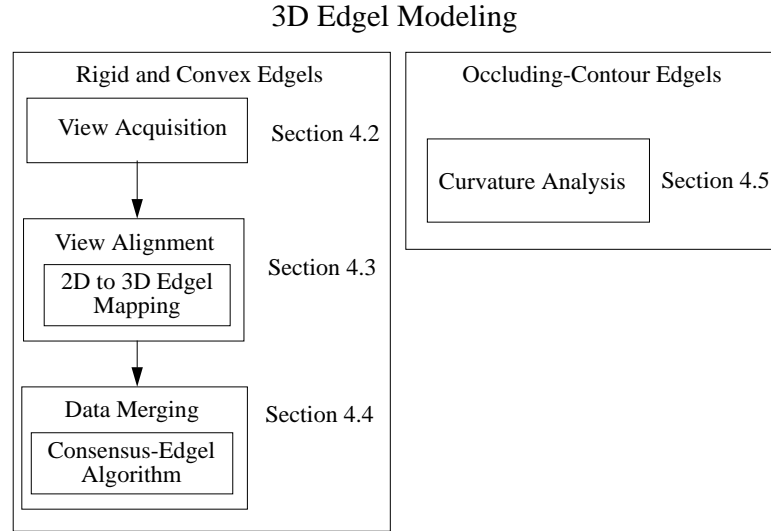 3D Edgel Modeling
Rigid and Convex Edgels
View Acquisition
Section 4.2
View Alignment
2D to 3D Edgel
Mapping
Section 4.3
Data Merging
Section 4.4
Consensus-Edgel
Algorithm
Occluding-Contour Edgels
Curvature Analysis
Section 4.5